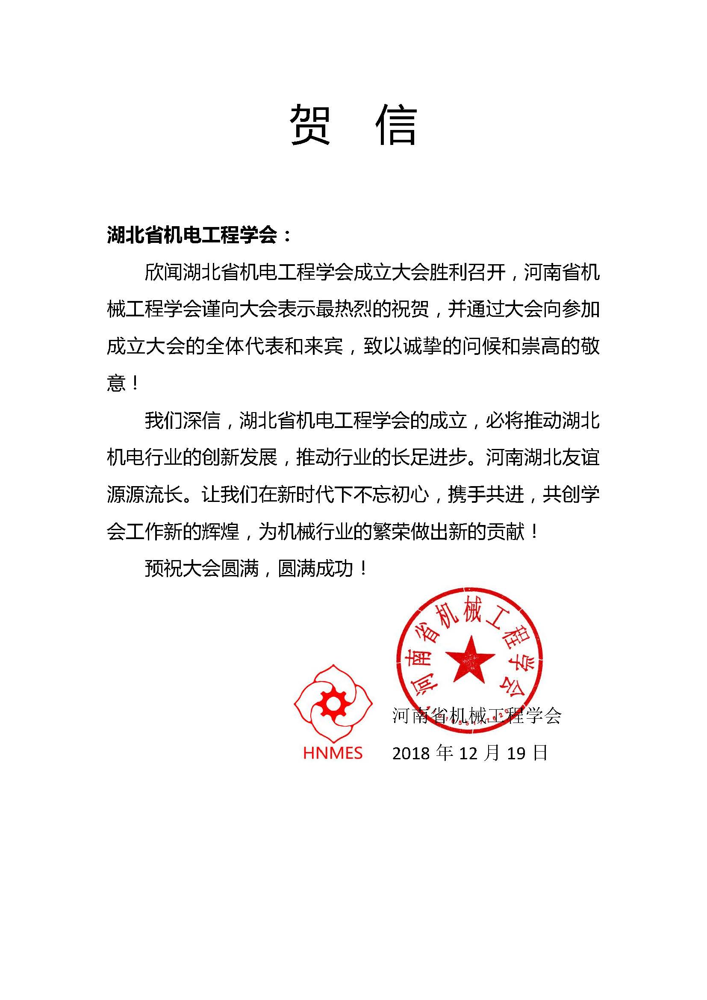 贺 信
湖北省机电工程学会：
欣闻湖北省机电工程学会成立大会胜利召开，河南省机
械工程学会谨向大会表示最热烈的祝贺，并通过大会向参加
成立大会的全体代表和来宾，致以诚挚的问候和崇高的敬
意！
我们深信，湖北省机电工程学会的成立，必将推动湖北
机电行业的创新发展，推动行业的长足进步。河南湖北友谊
源源流长。让我们在新时代下不忘初心，携手共进，共创学
会工作新的辉煌，为机械行业的繁荣做出新的贡献！
预祝大会圆满，圆满成功！
河南省机械工程学会
河南省机械工程学会
HNMES
2018 年 12 月 19 日